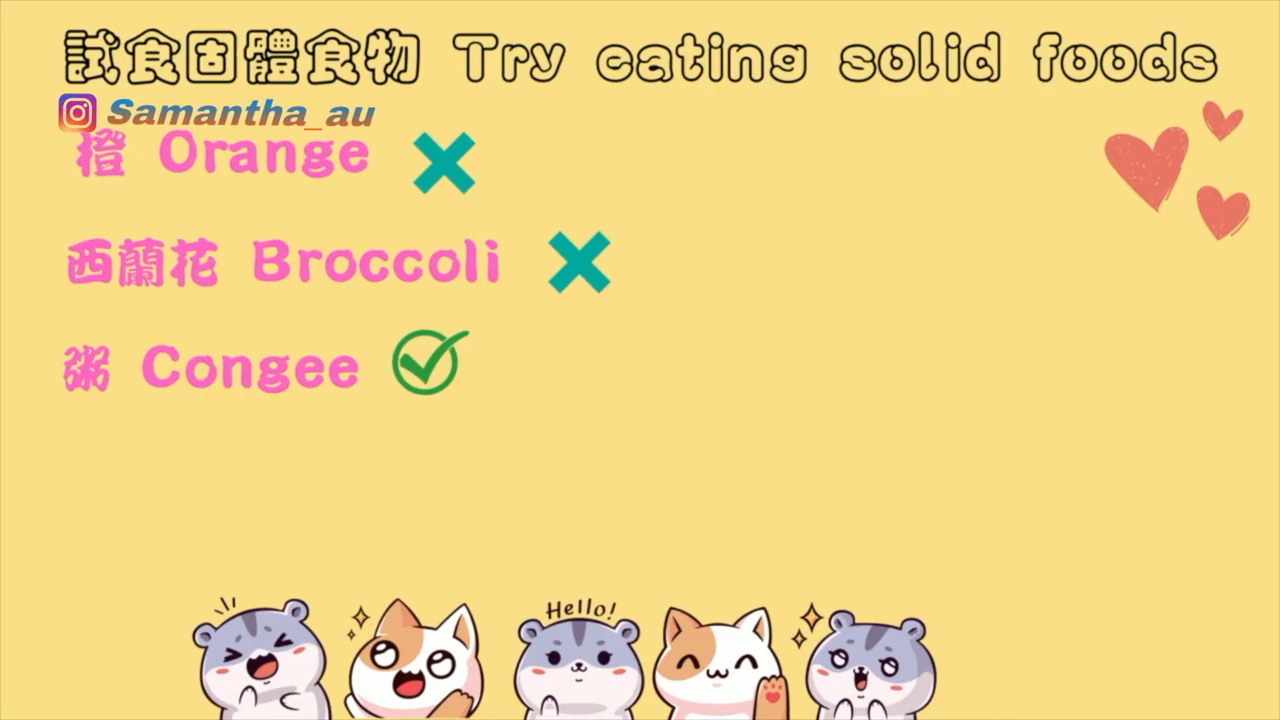 試食固體食物 Try eating solid foods
Samantha_au
橙 Orange
西蘭花 Broccoli
粥 Congee
Hello!